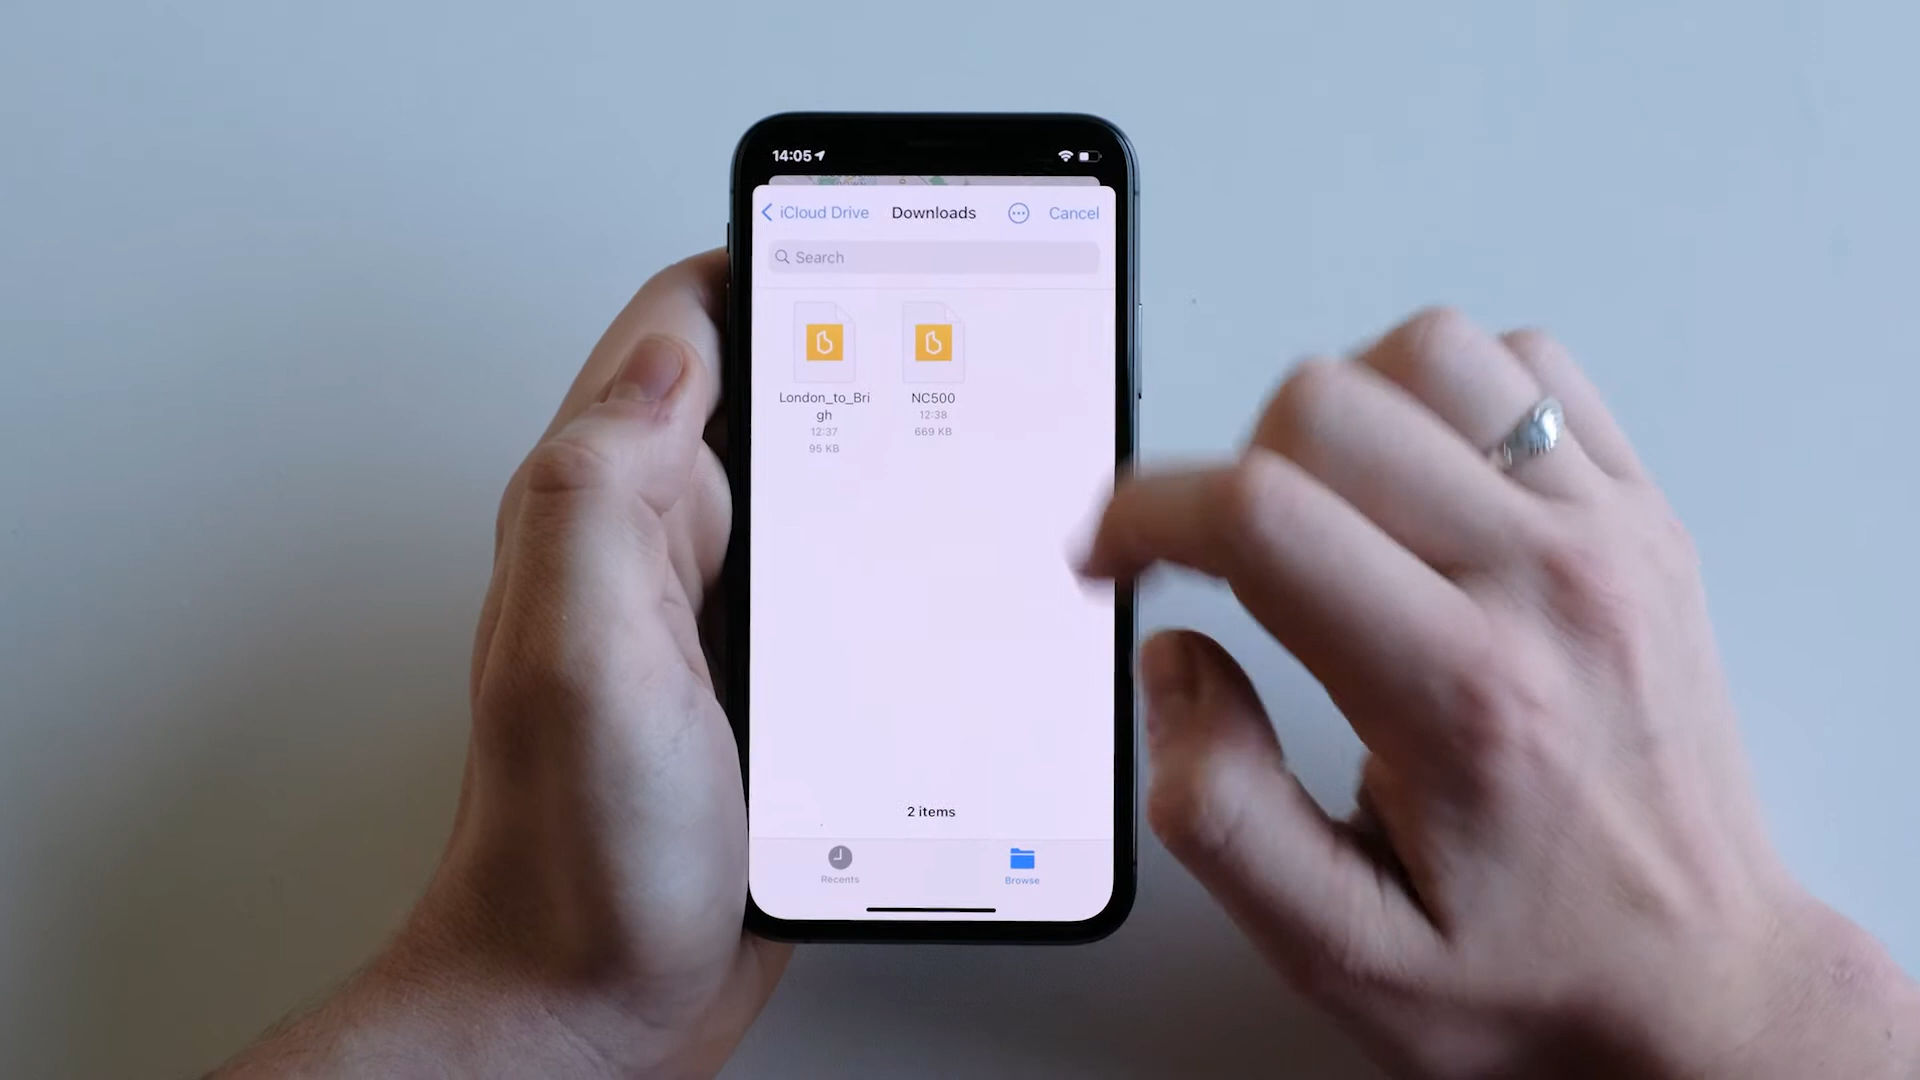 14:05
iCloud Drive
Downloads
Cancel
Search
London_to_Bri
gh
12:37
95 KB
NC500
12:38
669 KB
2 items
Recents
Browse